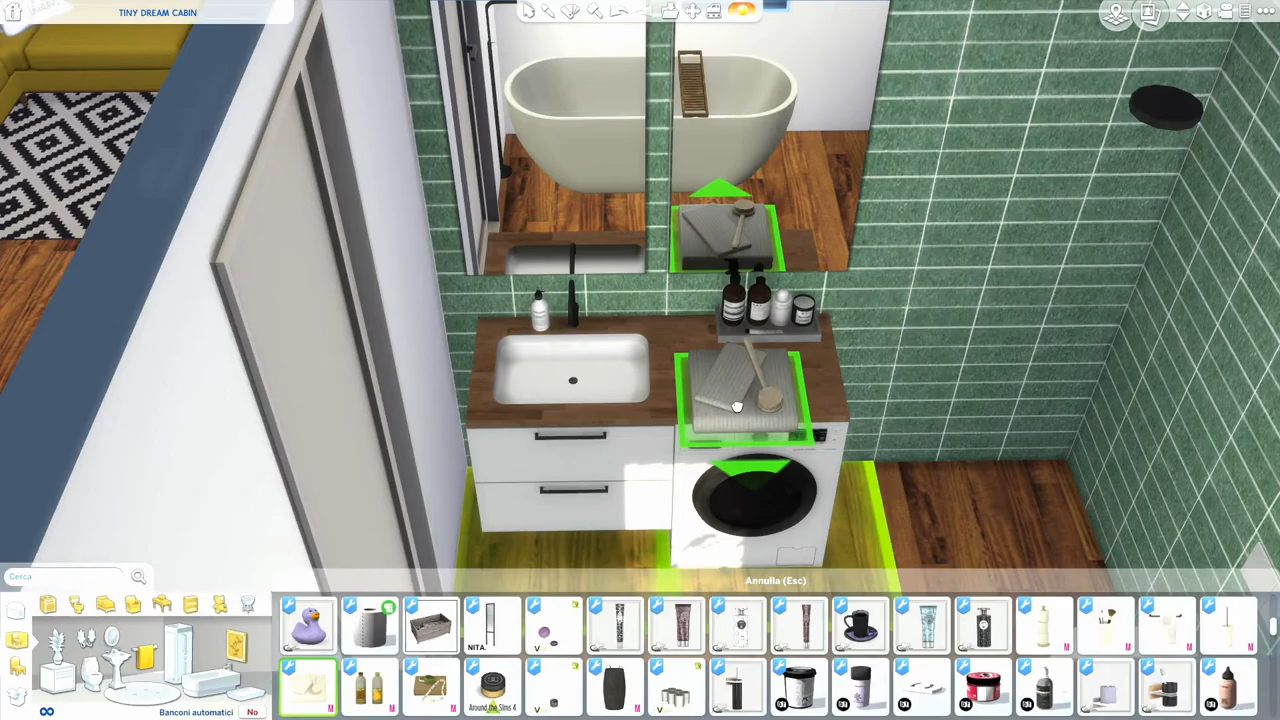 TINY DREAM CABIN
Annulla (Esc)
Cerca
NITA.
V
M
M
M
M
M
M
M
Around the Sims 4
V
M
V
M
M
Banconi automatici
No